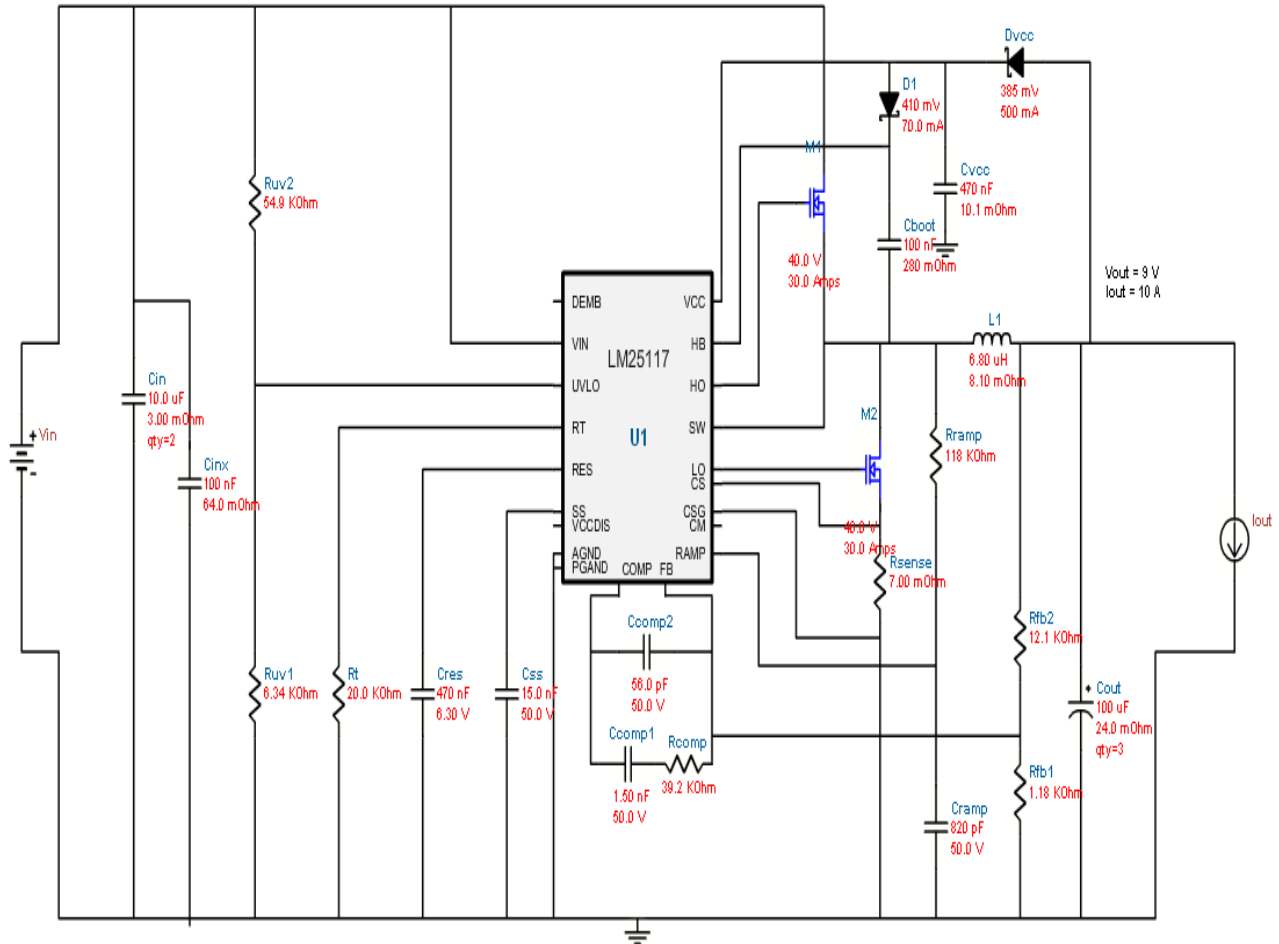 Dvcc
385 mV
500 mA
D1
410 mV
70.0 mA
M1
Cvcc
470 nF
10.1 mOhm
Ruv2
54.9 KOhm
Cboot
100 nF
280 mOhm
40.0 V
30.0 Amps
Vout = 9 V
Iout = 10 A
DEMB
VCC
L1
VIN
HB
LM25117
6.80 uH
8.10 mOhm
Cin
10.0 uF
3.00 mOhm
qty=2
UVLO
HO
Vin
RT
U1
SW
M2
Rramp
118 KOhm
Cinx
100 nF
64.0 mOhm
RES
LO
CS
SS
CSG
VCCDIS
CM
40.0 V
30.0 Amps
Iout
AGND
RAMP
PGAND
COMP
FB
Rsense
7.00 mOhm
Ccomp2
56.0 pF
50.0 V
Rfb2
12.1 KOhm
Ruv1
6.34 KOhm
Rt
20.0 KOhm
Cres
470 nF
6.30 V
Css
15.0 nF
50.0 V
Cout
100 uF
24.0 mOhm
qty=3
Ccomp1
1.50 nF
50.0 V
Rcomp
39.2 KOhm
Rfb1
1.18 KOhm
Cramp
820 pF
50.0 V